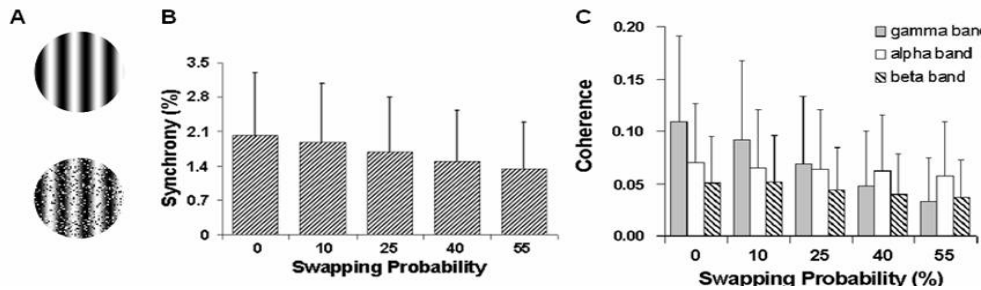 A
B
3.5
2.8
2.1
1.4
0.7
0
Synchrony (%)
0 10 25 40 55
Swapping Probability
C
gamma band
alpha band
beta band
0.20
0.15
0.10
0.05
0.00
Coherence
0 10 25 40 55
Swapping Probability (%)